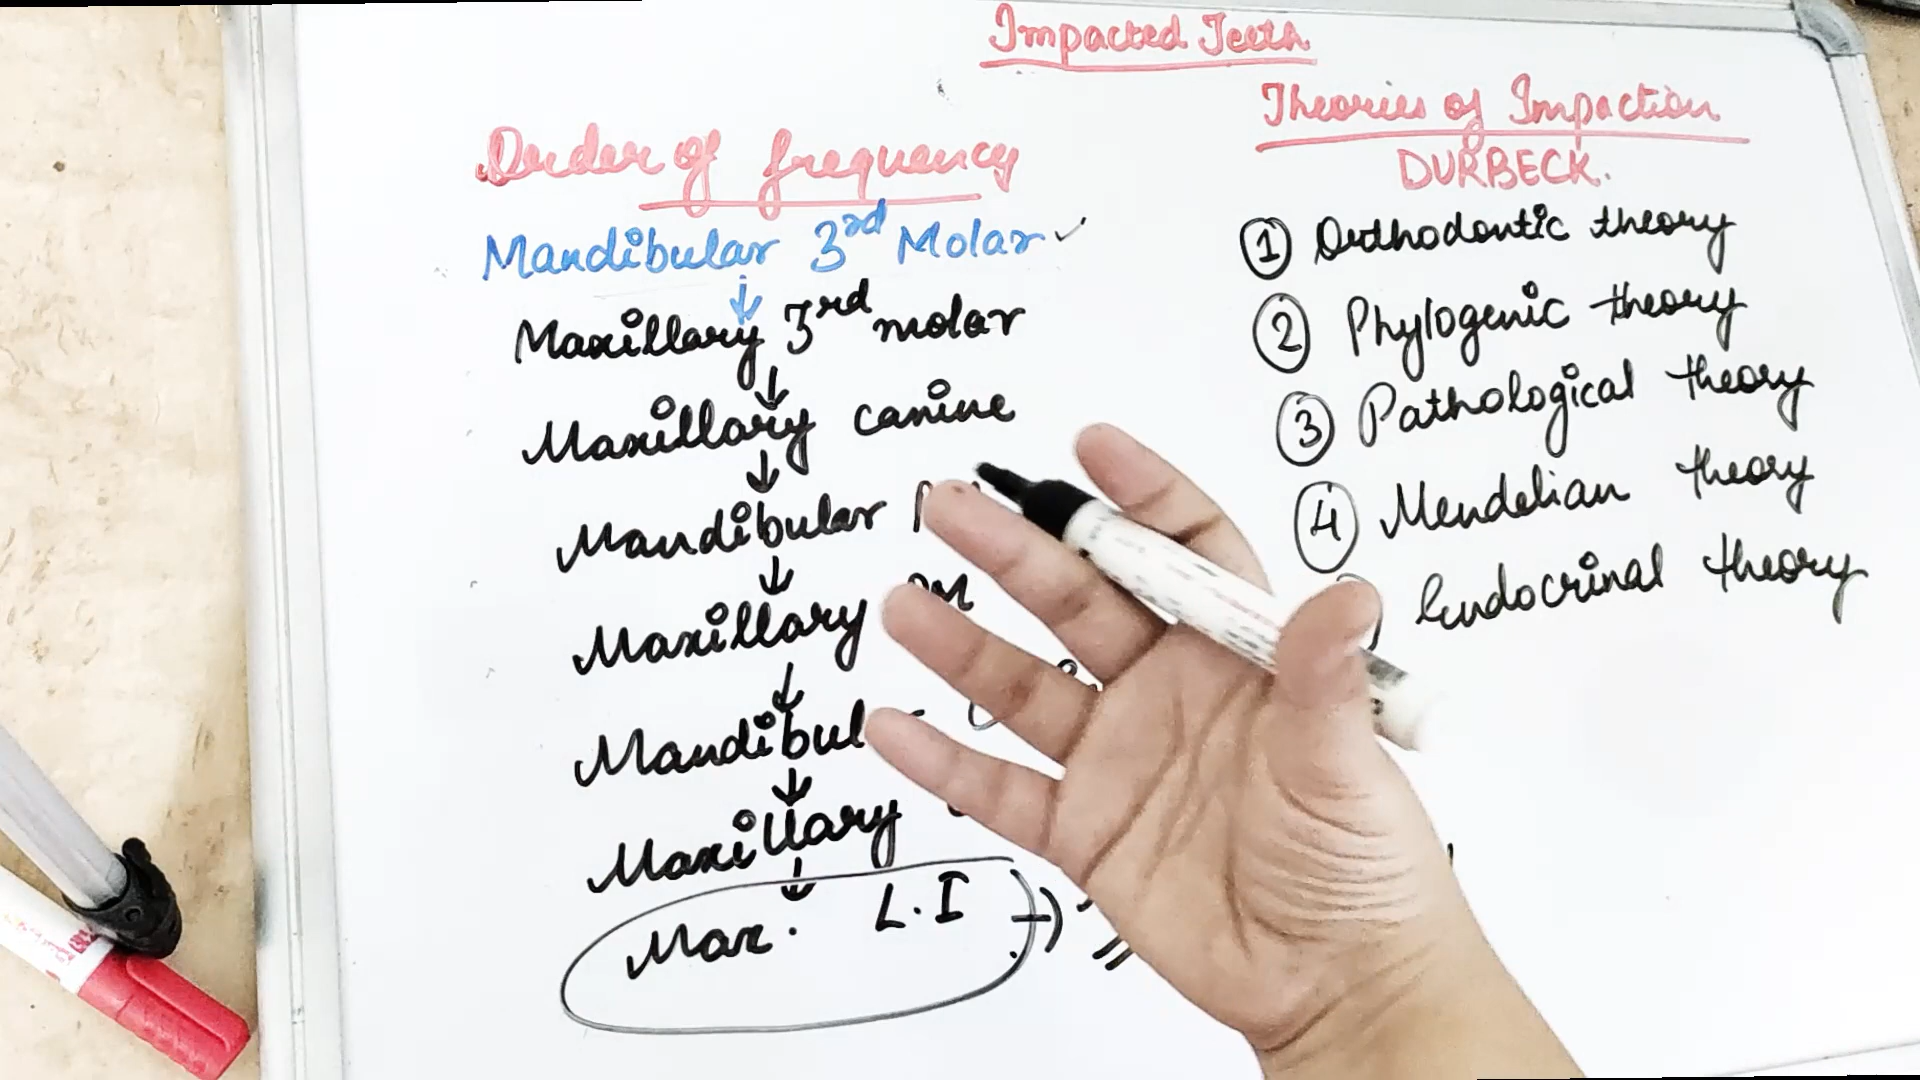 Impacted Teeth
Order of frequency
Mandibular 3rd Molar ✓
↓
Maxillary 3rd molar
↓
Maxillary canine
↓
Mandibular
↓
Maxillary PM
↓
Mandibul
↓
Maxillary
↓
Max. L.I
Theories of Impaction
DURBECK.
① Orthodontic theory
② Phylogenic theory
③ Pathological theory
④ Mendelian theory
Endocrinal theory